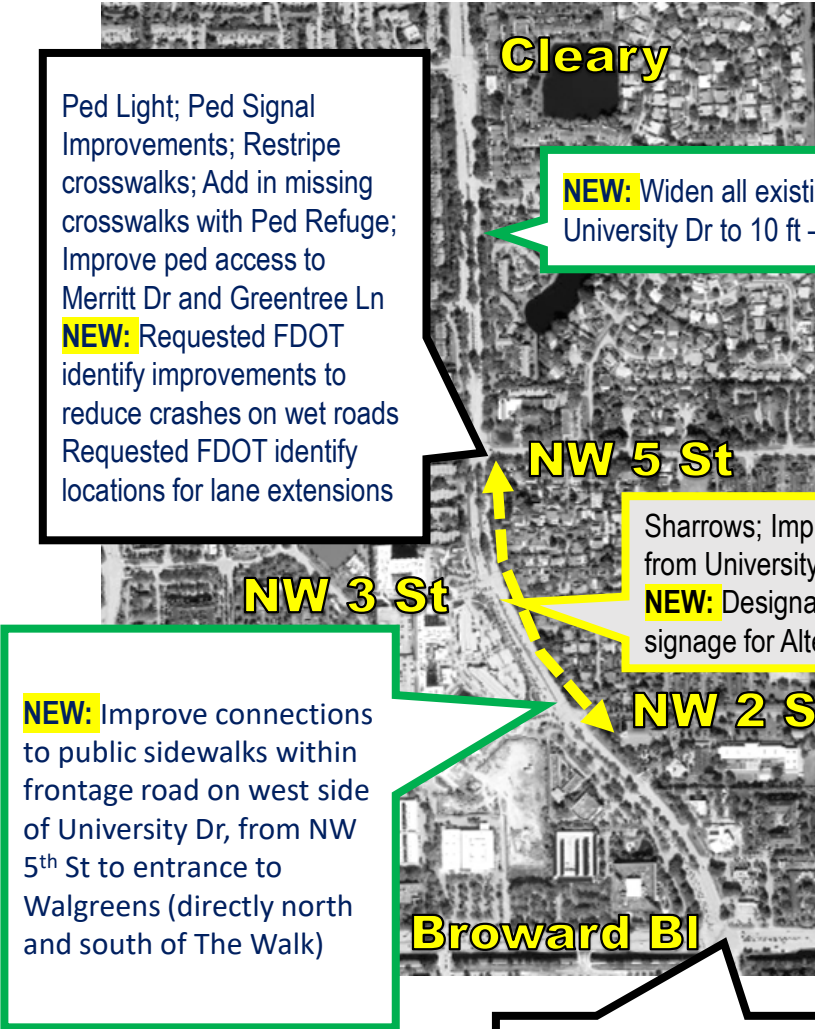 Cleary
Ped Light; Ped Signal
Improvements; Restripe
crosswalks; Add in missing
crosswalks with Ped Refuge;
Improve ped access to
Merritt Dr and Greentree Ln
NEW: Requested FDOT
identify improvements to
reduce crashes on wet roads
Requested FDOT identify
locations for lane extensions
NEW: Widen all existi
University Dr to 10 ft -
NW 5 St
Sharrows; Imp
from University
NEW: Designa
signage for Alte
NW 3 St
NW 2 S
NEW: Improve connections
to public sidewalks within
frontage road on west side
of University Dr, from NW
5th St to entrance to
Walgreens (directly north
and south of The Walk)
Broward Bl